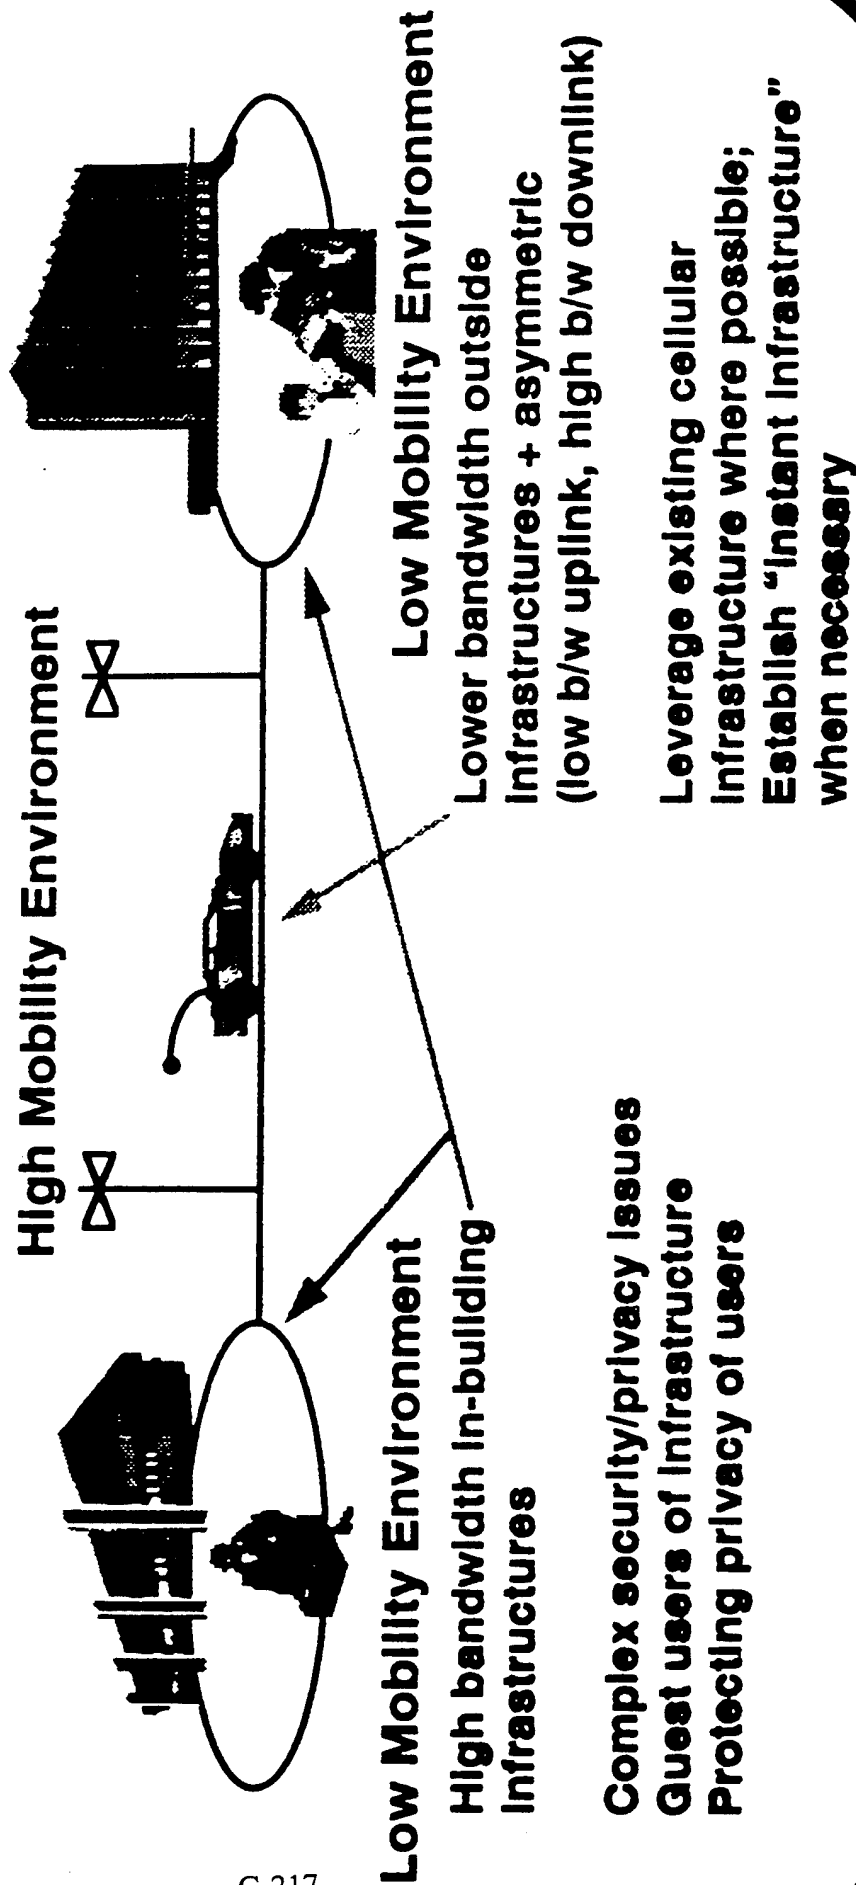 High Mobility Environment
Low Mobility Environment
High bandwidth in-building
infrastructures
Low Mobility Environment
Lower bandwidth outside
infrastructures + asymmetric
(low b/w uplink, high b/w downlink)
Complex security/privacy issues
Guest users of infrastructure
Protecting privacy of users
Leverage existing cellular
infrastructure where possible;
Establish "instant infrastructure"
when necessary